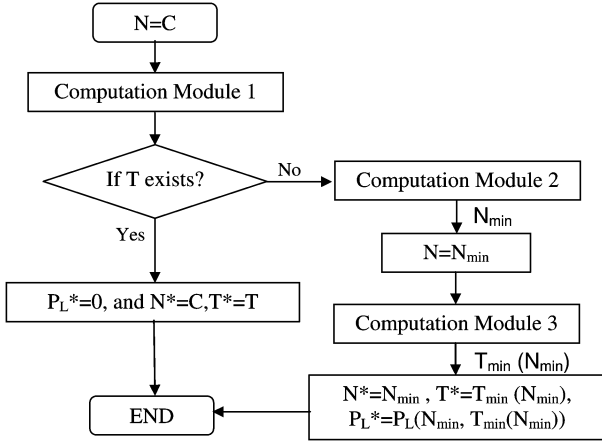 N=C
Computation Module 1
If T exists?
No
Yes
Computation Module 2
Nmin
N=Nmin
Computation Module 3
Tmin (Nmin)
PL*=0, and N*=C,T*=T
N*=Nmin , T*=Tmin (Nmin),
PL*=PL(Nmin, Tmin(Nmin))
END